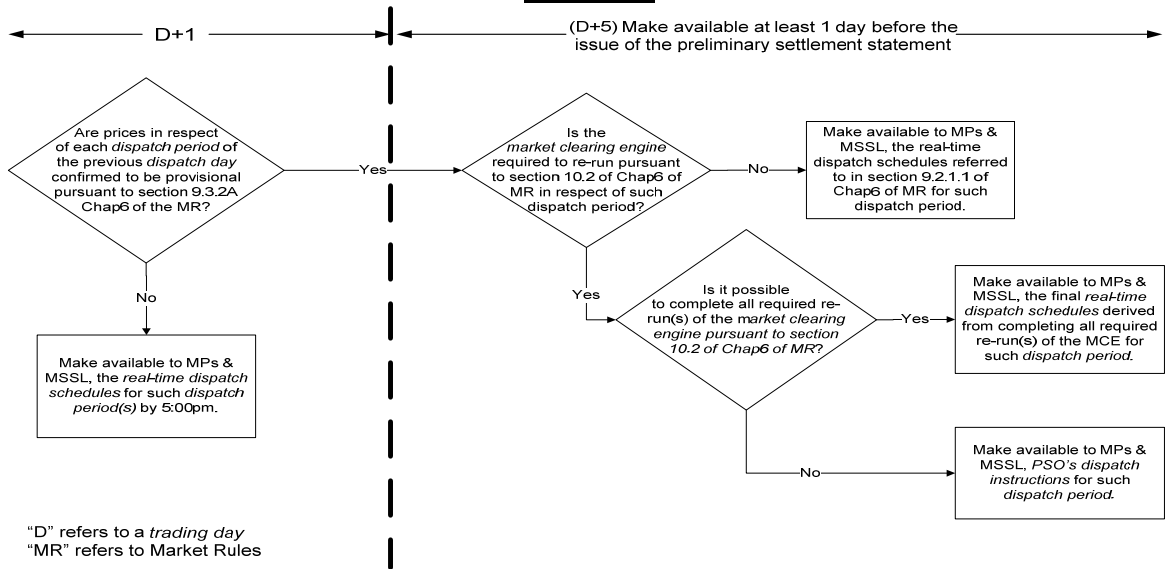 D+1
(D+5) Make available at least 1 day before the
issue of the preliminary settlement statement
Are prices in respect
of each dispatch period of
the previous dispatch day
confirmed to be provisional
pursuant to section 9.3.2A
Chap6 of the MR?
Yes
Is the
market clearing engine
required to re-run pursuant
to section 10.2 of Chap6 of
MR in respect of such
dispatch period?
No
Make available to MPs &
MSSL, the real-time
dispatch schedules referred
to in section 9.2.1.1 of
Chap6 of MR for such
dispatch period.
No
Make available to MPs &
MSSL, the real-time dispatch
schedules for such dispatch
period(s) by 5:00pm.
Yes
Is it possible
to complete all required re-
run(s) of the market clearing
engine pursuant to section
10.2 of Chap6 of MR?
Yes
Make available to MPs &
MSSL, the final real-time
dispatch schedules derived
from completing all required
re-run(s) of the MCE for
such dispatch period.
No
Make available to MPs &
MSSL, PSO's dispatch
instructions for such
dispatch period.
“D” refers to a trading day
“MR” refers to Market Rules